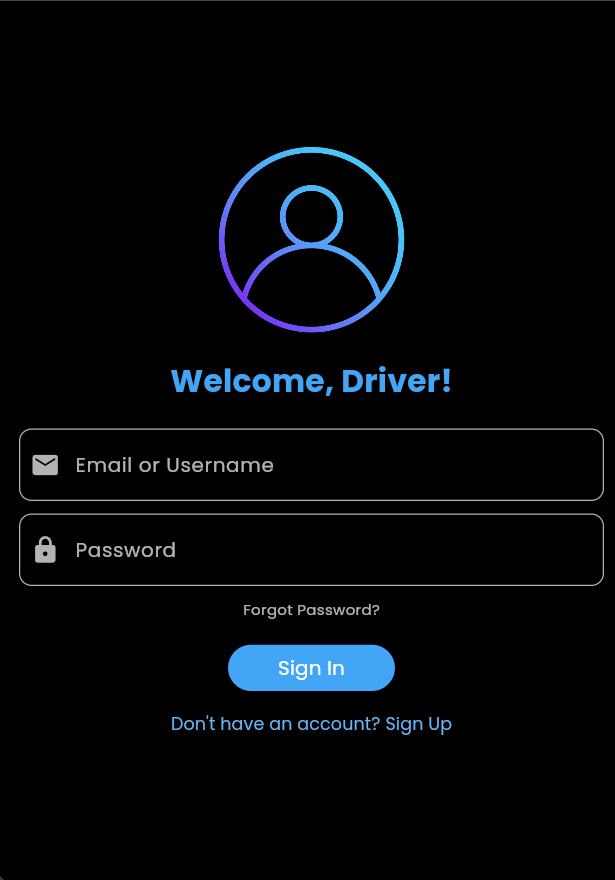 Welcome, Driver!
Email or Username
Password
Forgot Password?
Sign In
Don't have an account? Sign Up